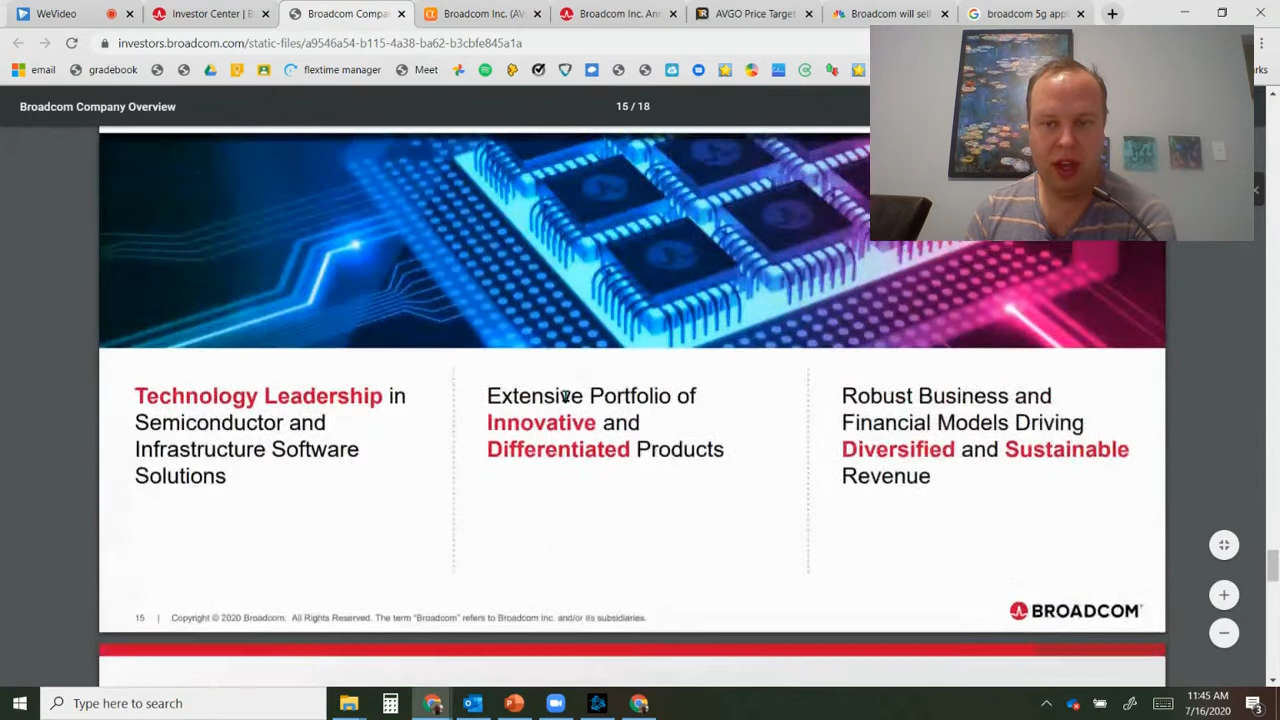 WeVideo
Investor Center | B
Broadcom Compa
Broadcom Inc. (AV
Broadcom Inc. Ann
AVGO Price Target
Broadcom will sell
broadcom 5g appl
investors.broadcom.com/static-files/a9546a54-b115-4a38-ba62-b3cbfe845a1a
email
gradebook
flextime manager
Meet
rks
Broadcom Company Overview
15 / 18
Technology Leadership in
Semiconductor and
Infrastructure Software
Solutions
Extensive Portfolio of
Innovative and
Differentiated Products
Robust Business and
Financial Models Driving
Diversified and Sustainable
Revenue
15 | Copyright © 2020 Broadcom. All Rights Reserved. The term “Broadcom” refers to Broadcom Inc. and/or its subsidiaries.
BROADCOM
Type here to search
11:45 AM
7/16/2020
3